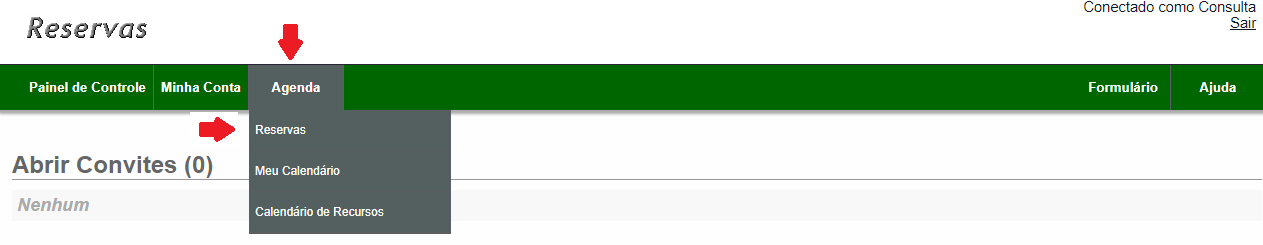 Conectado como Consulta
Reservas
Sair
Painel de Controle Minha Conta Agenda Formulário Ajuda
Reservas
Meu Calendário
Calendário de Recursos
Abrir Convites (0)
Nenhum